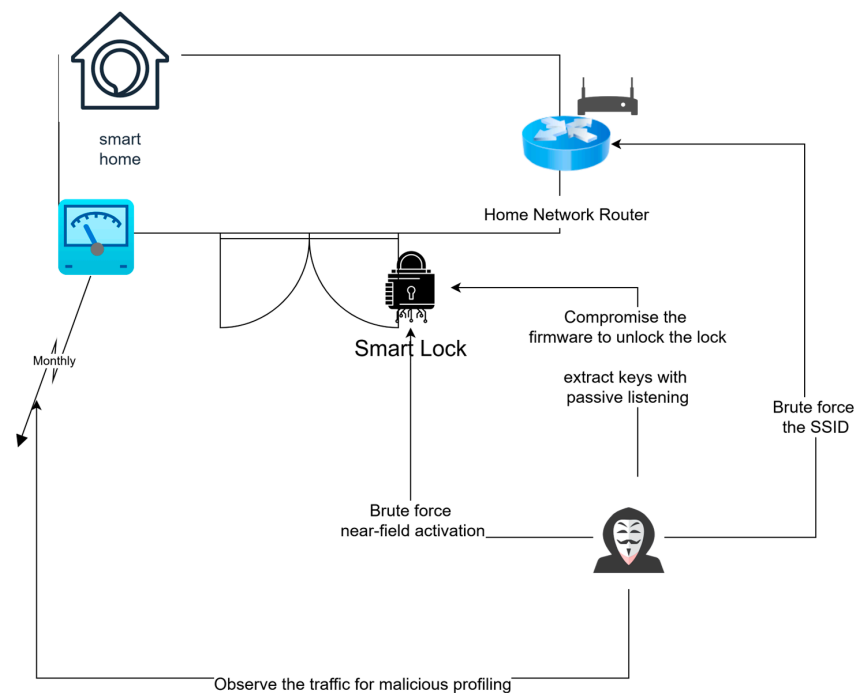 smart
home
Home Network Router
Compromise the
firmware to unlock the lock
Smart Lock
Monthly
extract keys with
passive listening
Brute force
the SSID
Brute force
near-field activation
Observe the traffic for malicious profiling